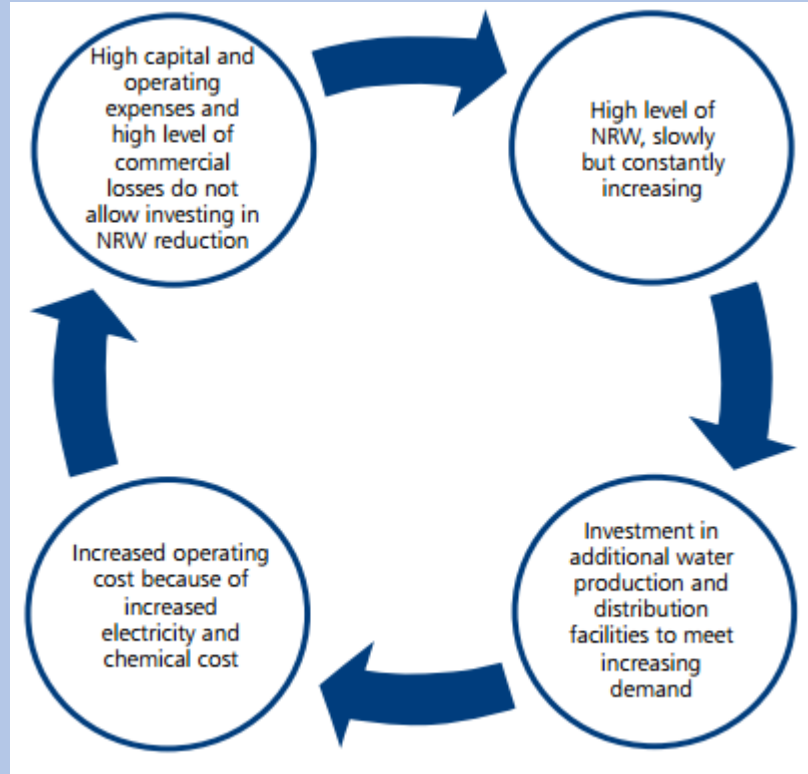 High capital and
operating
expenses and
high level of
commercial
losses do not
allow investing in
NRW reduction
High level of
NRW, slowly
but constantly
increasing
Investment in
additional water
production and
distribution
facilities to meet
increasing
demand
Increased operating
cost because of
increased
electricity and
chemical cost